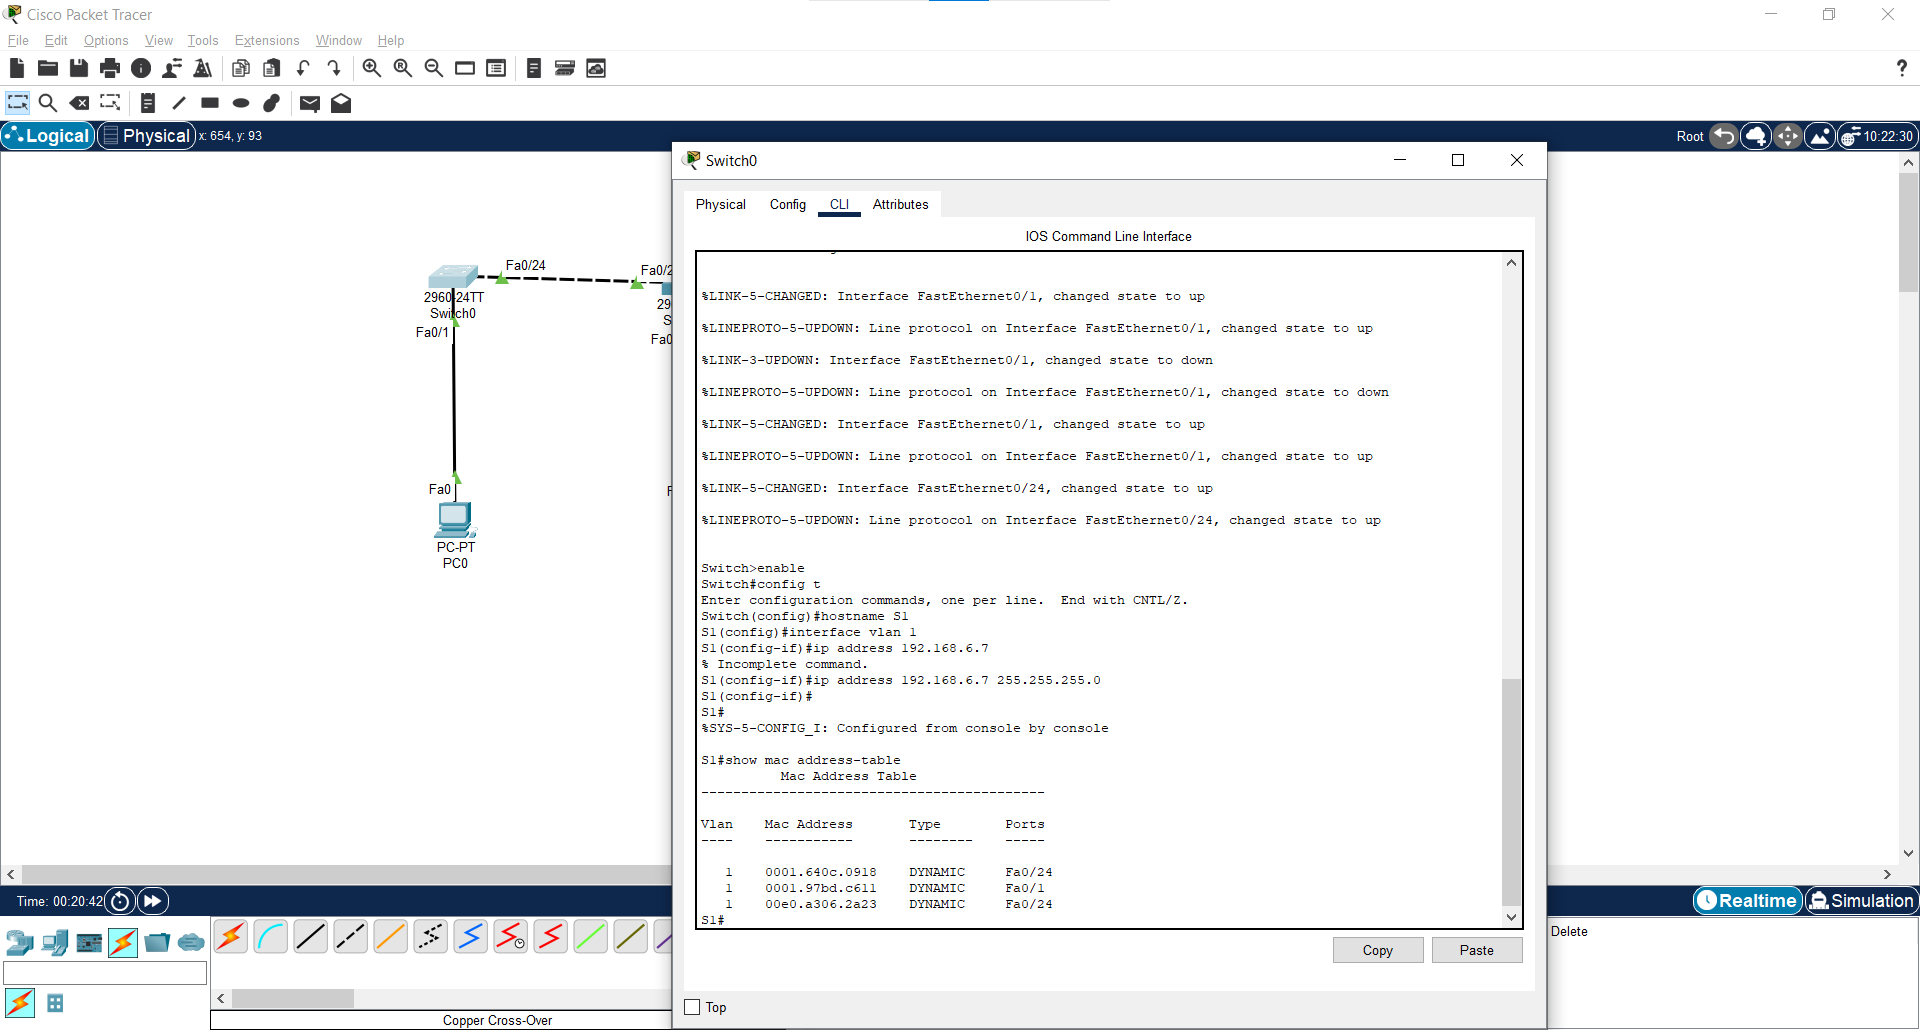 Cisco Packet Tracer
File Edit Options View Tools Extensions Window Help
?
Logical Physical x: 654, y: 93 Root 10:22:30
Switch0
Physical Config CLI Attributes
IOS Command Line Interface
%LINK-5-CHANGED: Interface FastEthernet0/1, changed state to up
%LINEPROTO-5-UPDOWN: Line protocol on Interface FastEthernet0/1, changed state to up
%LINK-3-UPDOWN: Interface FastEthernet0/1, changed state to down
%LINEPROTO-5-UPDOWN: Line protocol on Interface FastEthernet0/1, changed state to down
%LINK-5-CHANGED: Interface FastEthernet0/1, changed state to up
%LINEPROTO-5-UPDOWN: Line protocol on Interface FastEthernet0/1, changed state to up
%LINK-5-CHANGED: Interface FastEthernet0/24, changed state to up
%LINEPROTO-5-UPDOWN: Line protocol on Interface FastEthernet0/24, changed state to up
Switch>enable
Switch#config t
Enter configuration commands, one per line.  End with CNTL/Z.
Switch(config)#hostname S1
S1(config)#interface vlan 1
S1(config-if)#ip address 192.168.6.7
% Incomplete command.
S1(config-if)#ip address 192.168.6.7 255.255.255.0
S1(config-if)#
S1#
%SYS-5-CONFIG_I: Configured from console by console
S1#show mac address-table
Mac Address Table
-------------------------------------------
Vlan    Mac Address       Type        Ports
----    -----------       --------    -----
1    0001.640c.0918    DYNAMIC     Fa0/24
1    0001.97bd.c611    DYNAMIC     Fa0/1
1    00e0.a306.2a23    DYNAMIC     Fa0/24
S1#
Copy Paste
Top
Fa0/24
Fa0/2
2960-24TT
Switch0
Fa0/1
29
S
Fa0
Fa0
F
PC-PT
PC0
Time: 00:20:42
Realtime Simulation
Delete
Copper Cross-Over